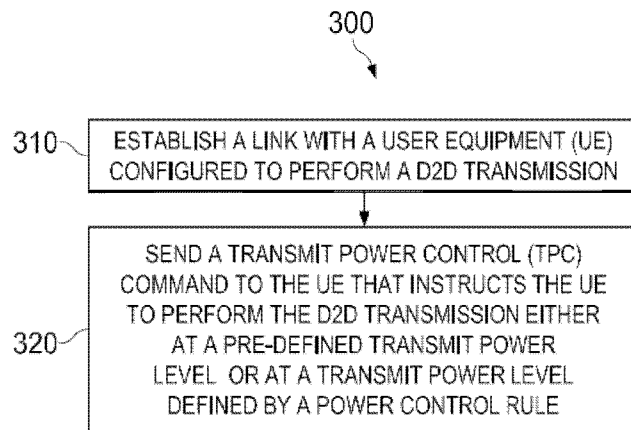 300
310
ESTABLISH A LINK WITH A USER EQUIPMENT (UE)
CONFIGURED TO PERFORM A D2D TRANSMISSION
320
SEND A TRANSMIT POWER CONTROL (TPC)
COMMAND TO THE UE THAT INSTRUCTS THE UE
TO PERFORM THE D2D TRANSMISSION EITHER
AT A PRE-DEFINED TRANSMIT POWER
LEVEL OR AT A TRANSMIT POWER LEVEL
DEFINED BY A POWER CONTROL RULE